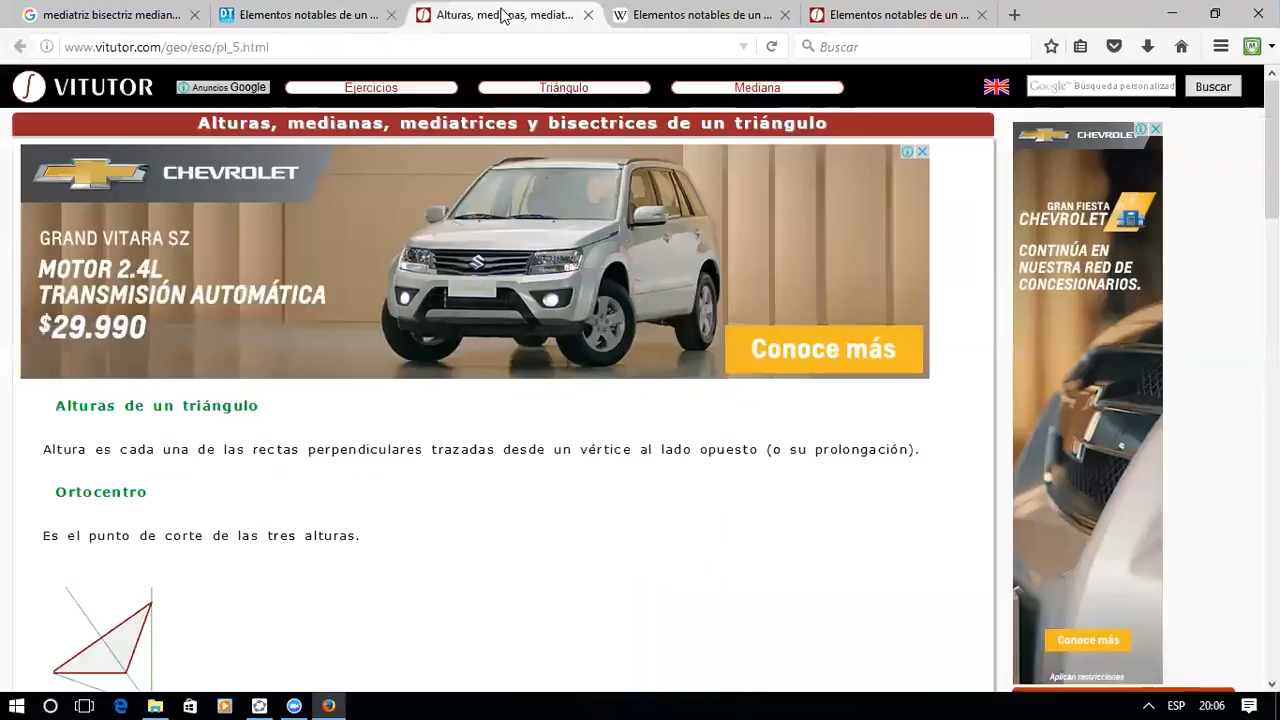 mediatriz bisectriz median
Elementos notables de un
Alturas, medianas, mediat...
Elementos notables de un
Elementos notables de un
www.vitutor.com/geo/eso/pl_5.html
Buscar
VITUTOR
Anuncios Google
Ejercicios
Triángulo
Mediana
Google Búsqueda personalizad
Buscar
Alturas, medianas, mediatrices y bisectrices de un triángulo
CHEVROLET
GRAND VITARA SZ
MOTOR 2.4L
TRANSMISIÓN AUTOMÁTICA
$29.990
Conoce más
CHEVROLET
GRAN FIESTA
CHEVROLET
CONTINÚA EN
NUESTRA RED DE
CONCESIONARIOS.
Conoce más
Aplican restricciones
Alturas de un triángulo
Altura es cada una de las rectas perpendiculares trazadas desde un vértice al lado opuesto (o su prolongación).
Ortocentro
Es el punto de corte de las tres alturas.
ESP
20:06